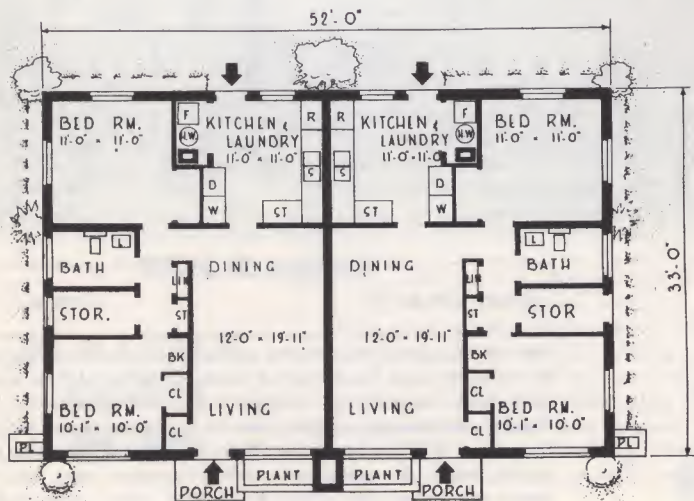 52'-0"
BED RM.
11'-0" = 11'-0"
F
H.W
KITCHEN &
LAUNDRY
11'-0" = 11'-0"
R
S
D
W
ST
R
S
KITCHEN &
LAUNDRY
11'-0" = 11'-0"
F
H.W
D
W
ST
BED RM.
11'-0" = 11'-0"
33'-0"
L
BATH
STOR.
LIN
ST
DINING
12'-0" = 19'-11"
LIVING
DINING
12'-0" = 19'-11"
LIVING
LIN
ST
L
BATH
STOR
BK
CL
CL
BED RM.
10'-1" = 10'-0"
BK
CL
CL
BED RM.
10'-1" = 10'-0"
PL
PORCH
PLANT
PLANT
PORCH
PL